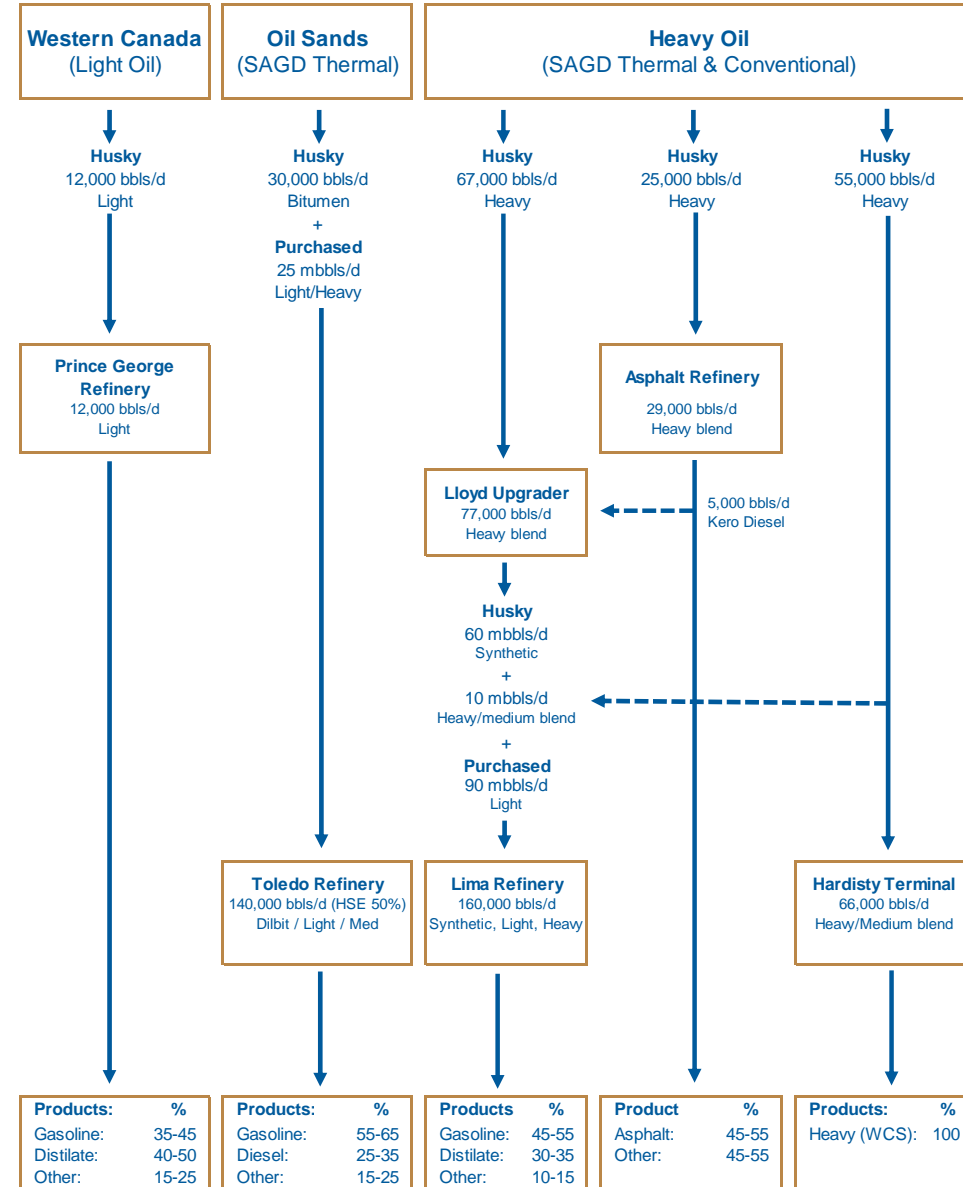 Western Canada
(Light Oil)
Oil Sands
(SAGD Thermal)
Heavy Oil
(SAGD Thermal & Conventional)
Husky
12,000 bbls/d
Light
Husky
30,000 bbls/d
Bitumen
+
Purchased
25 mbbls/d
Light/Heavy
Husky
67,000 bbls/d
Heavy
Husky
25,000 bbls/d
Heavy
Husky
55,000 bbls/d
Heavy
Prince George
Refinery
12,000 bbls/d
Light
Asphalt Refinery
29,000 bbls/d
Heavy blend
Lloyd Upgrader
77,000 bbls/d
Heavy blend
5,000 bbls/d
Kero Diesel
Husky
60 mbbls/d
Synthetic
+
10 mbbls/d
Heavy/medium blend
+
Purchased
90 mbbls/d
Light
Toledo Refinery
140,000 bbls/d (HSE 50%)
Dilbit / Light / Med
Lima Refinery
160,000 bbls/d
Synthetic, Light, Heavy
Hardisty Terminal
66,000 bbls/d
Heavy/Medium blend
Products: %
Gasoline: 35-45
Distilate: 40-50
Other: 15-25
Products: %
Gasoline: 55-65
Diesel: 25-35
Other: 15-25
Products %
Gasoline: 45-55
Distilate: 30-35
Other: 10-15
Product %
Asphalt: 45-55
Other: 45-55
Products: %
Heavy (WCS): 100